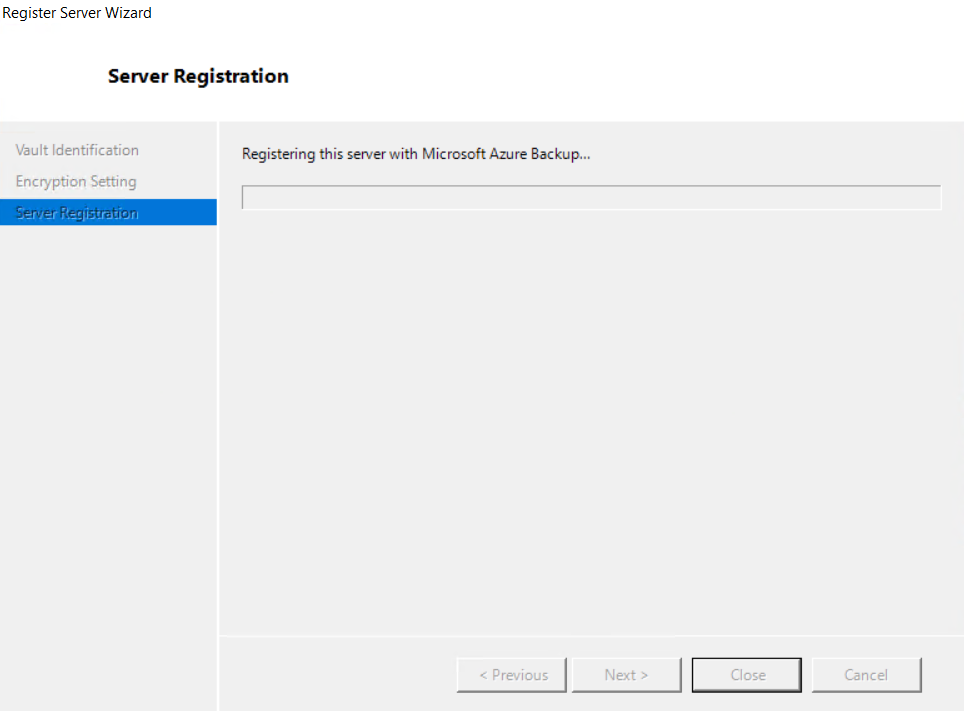 Register Server Wizard
Server Registration
Vault Identification
Encryption Setting
Server Registration
Registering this server with Microsoft Azure Backup...
< Previous
Next >
Close
Cancel